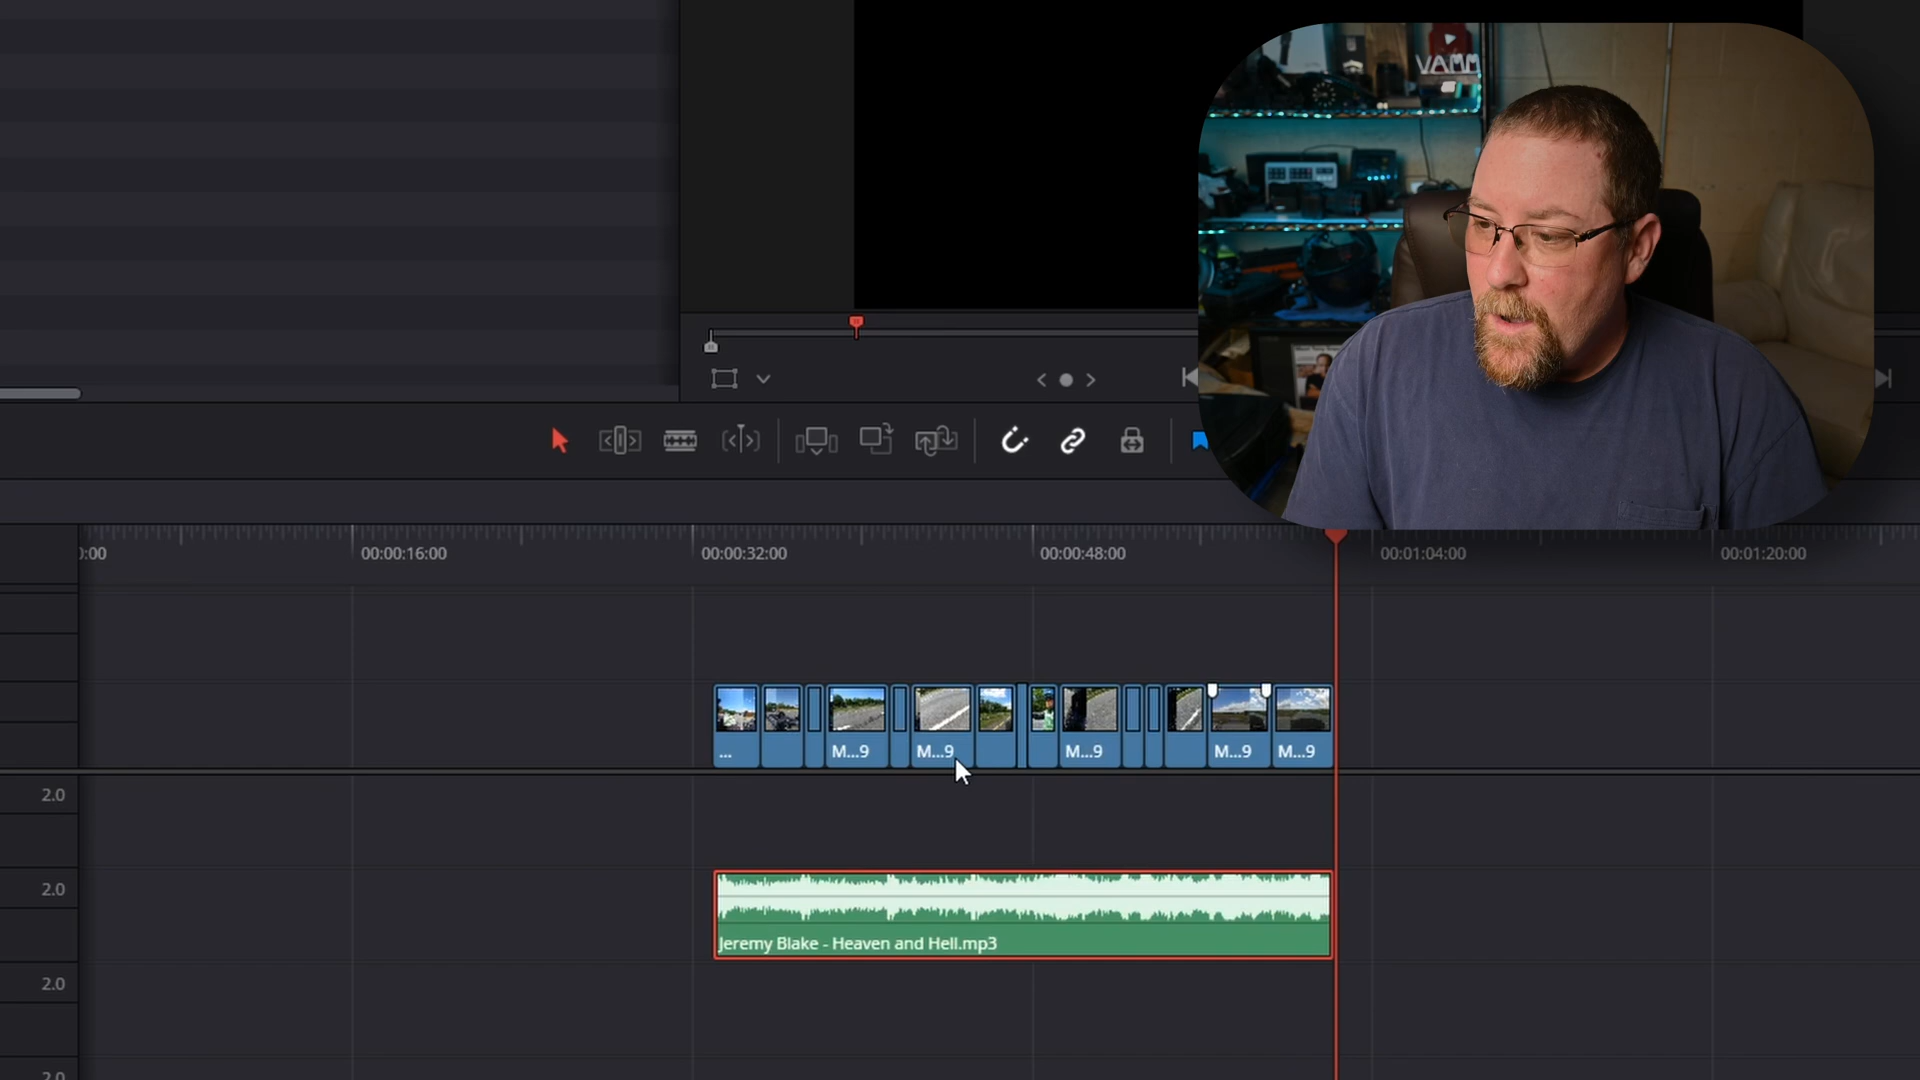 VAMM
0:00
00:00:16:00
00:00:32:00
00:00:48:00
00:01:04:00
00:01:20:00
...
M...9
M...9
M...9
M...9
M...9
2.0
2.0
Jeremy Blake - Heaven and Hell.mp3
2.0
2.0